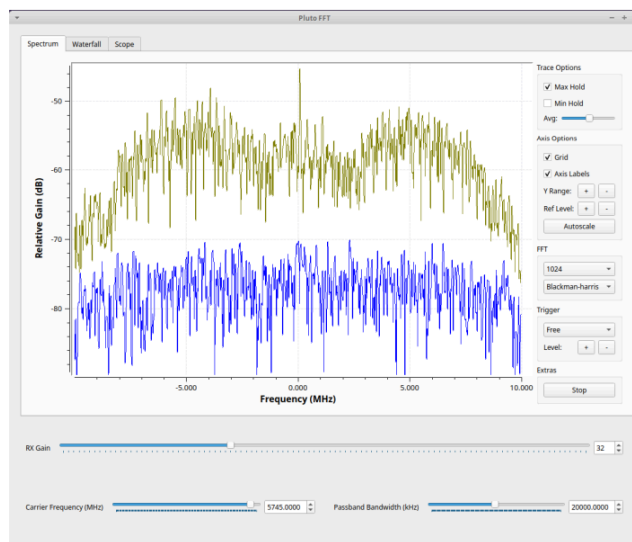 Pluto FFT
Spectrum
Waterfall
Scope
Relative Gain (dB)
-50
-60
-70
-80
-5.000
0.000
5.000
10.000
Frequency (MHz)
Trace Options
Max Hold
Min Hold
Avg:
Axis Options
Grid
Axis Labels
Y Range: + -
Ref Level: + -
Autoscale
FFT
1024
Blackman-harris
Trigger
Free
Level: + -
Extras
Stop
RX Gain 32
Carrier Frequency (MHz) 5745.0000 Passband Bandwidth (kHz) 20000.0000